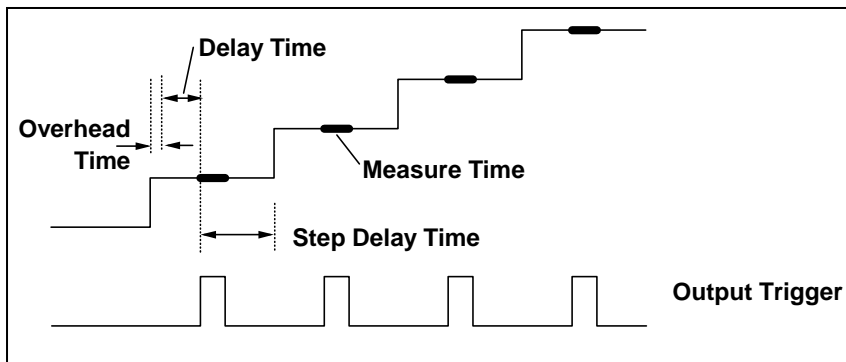 Delay Time
Overhead
Time
Measure Time
Step Delay Time
Output Trigger